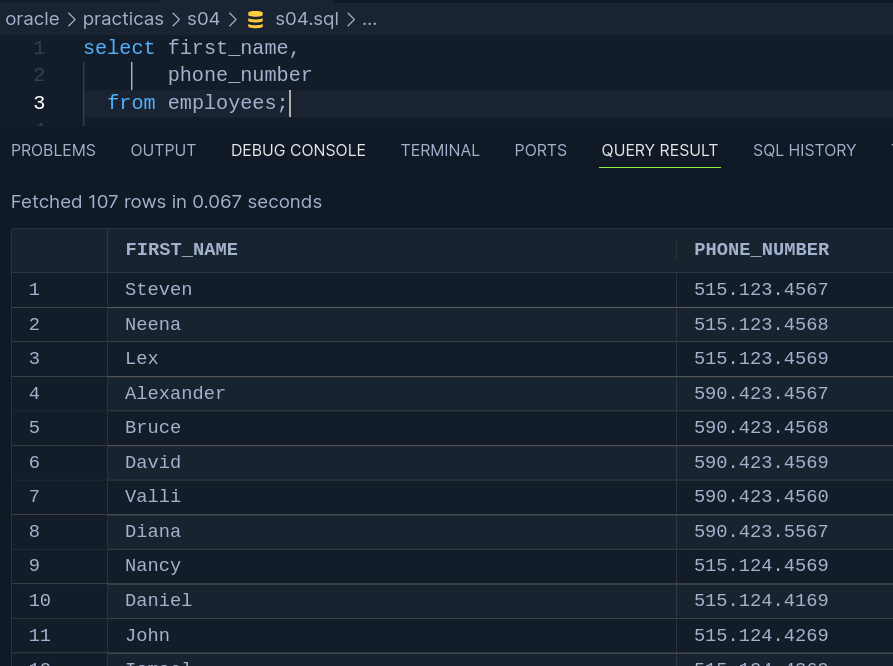 oracle > practicas > s04 > s04.sql > ...
1 select first_name,
2 phone_number
3 from employees;
PROBLEMS OUTPUT DEBUG CONSOLE TERMINAL PORTS QUERY RESULT SQL HISTORY
Fetched 107 rows in 0.067 seconds
FIRST_NAME PHONE_NUMBER
1 Steven 515.123.4567
2 Neena 515.123.4568
3 Lex 515.123.4569
4 Alexander 590.423.4567
5 Bruce 590.423.4568
6 David 590.423.4569
7 Valli 590.423.4560
8 Diana 590.423.5567
9 Nancy 515.124.4569
10 Daniel 515.124.4169
11 John 515.124.4269